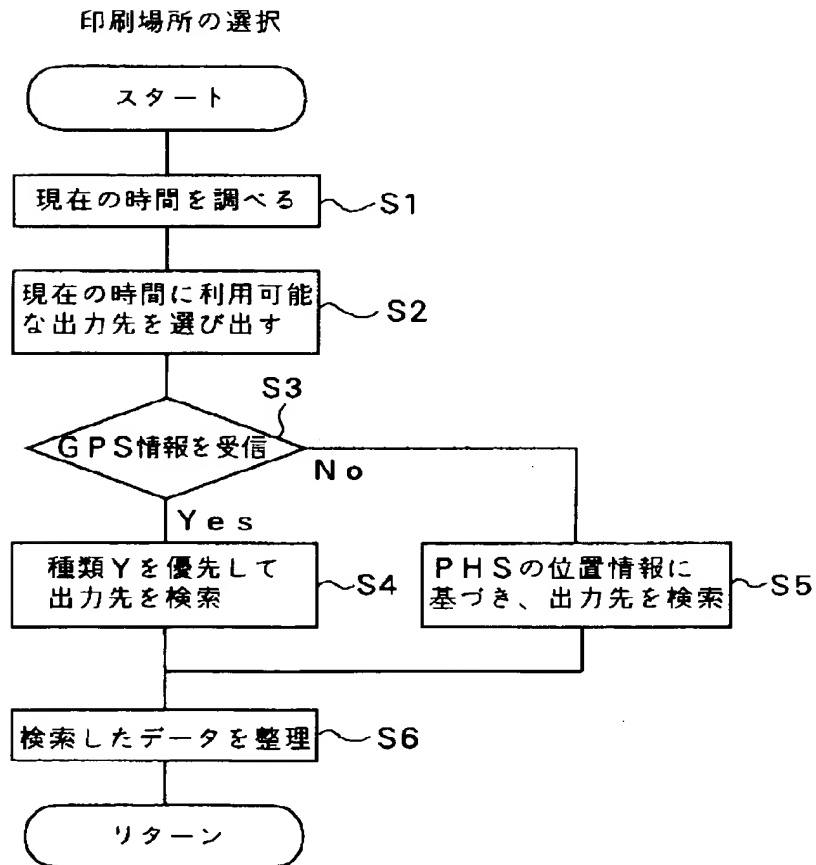 印刷場所の選択
スタート
現在の時間を調べる
S1
現在の時間に利用可能
な出力先を選び出す
S2
S3
GPS情報を受信
No
Yes
種類Yを優先して
出力先を検索
S4
PHSの位置情報に
基づき、出力先を検索
S5
検索したデータを整理
S6
リターン